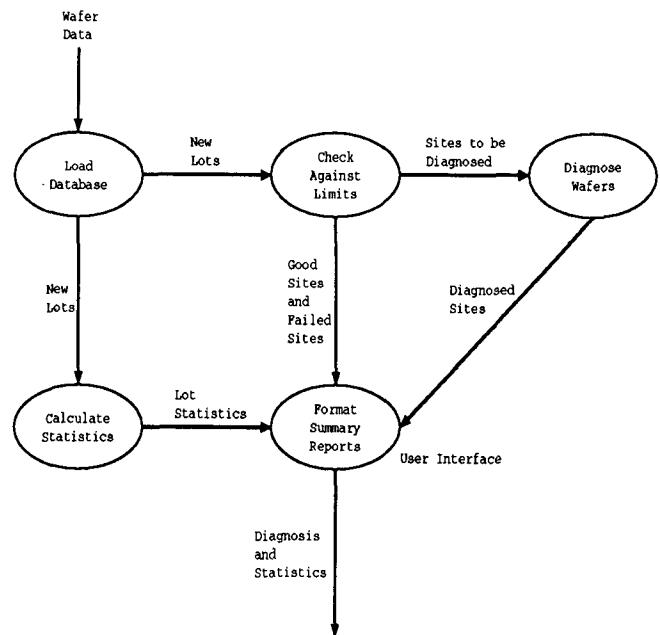 Wafer
Data
New
Lots
Sites to be
Diagnosed
Load
Database
Check
Against
Limits
Diagnose
Wafers
New
Lots
Good
Sites
and
Failed
Sites
Diagnosed
Sites
Lot
Statistics
Calculate
Statistics
Format
Summary
Reports
User Interface
Diagnosis
and
Statistics